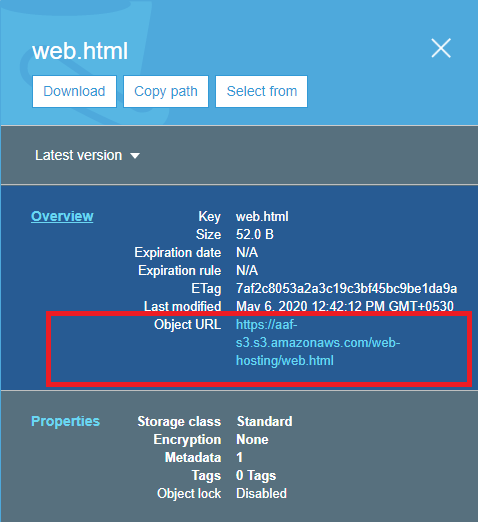 web.html
Download Copy path Select from
Latest version
Overview Key web.html
Size 52.0 B
Expiration date N/A
Expiration rule N/A
ETag 7af2c8053a2a3c19c3bf45bc9be1da9a
Last modified May 6, 2020 12:42:12 PM GMT+0530
Object URL https://aaf-
s3.s3.amazonaws.com/web-
hosting/web.html
Properties Storage class Standard
Encryption None
Metadata 1
Tags 0 Tags
Object lock Disabled